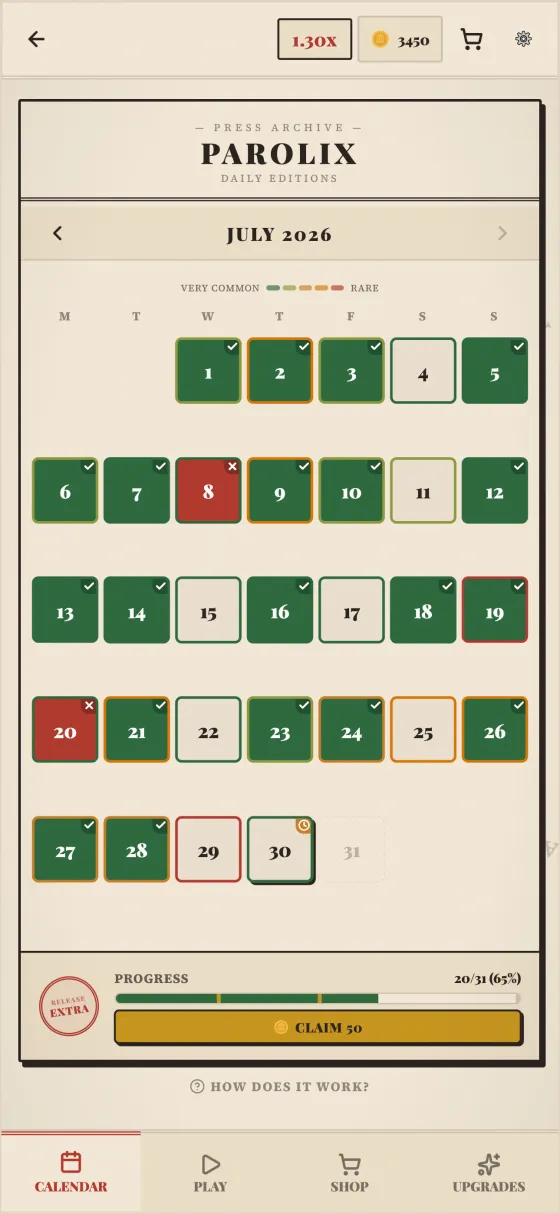 1.30x 3450
— PRESS ARCHIVE —
PAROLIX
DAILY EDITIONS
JULY 2026
VERY COMMON RARE
M T W T F S S
1 2 3 4 5
6 7 8 9 10 11 12
13 14 15 16 17 18 19
20 21 22 23 24 25 26
27 28 29 30 31
RELEASE
EXTRA
PROGRESS 20/31 (65%)
CLAIM 50
HOW DOES IT WORK?
CALENDAR PLAY SHOP UPGRADES